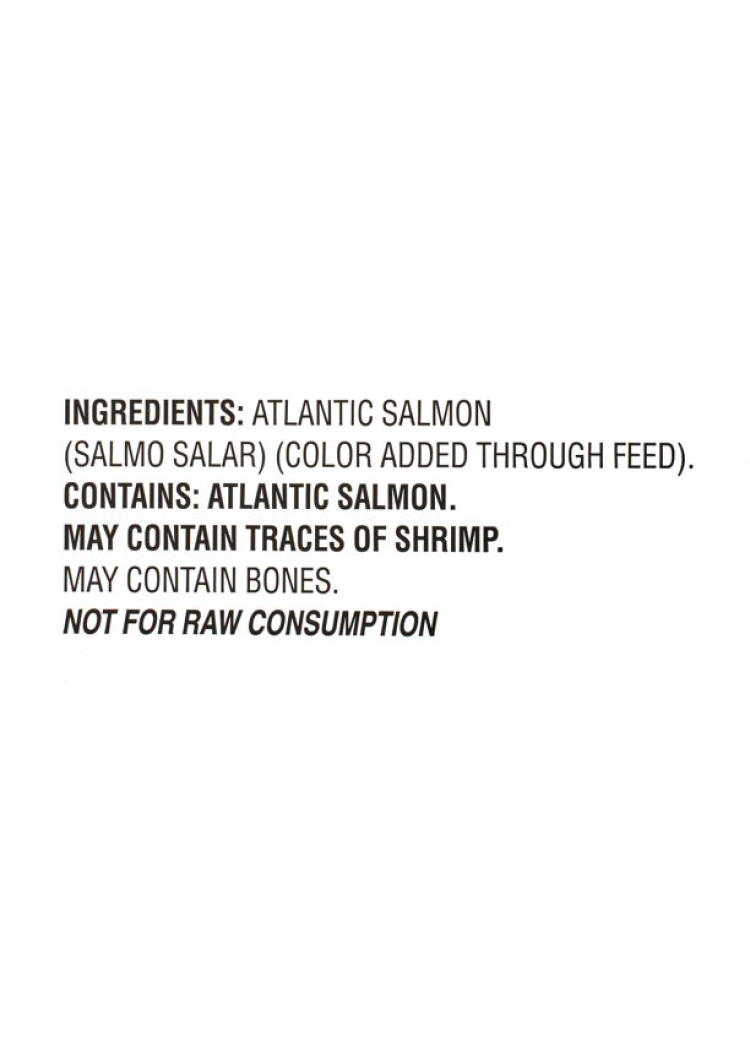 INGREDIENTS: ATLANTIC SALMON
(SALMO SALAR) (COLOR ADDED THROUGH FEED).
CONTAINS: ATLANTIC SALMON.
MAY CONTAIN TRACES OF SHRIMP.
MAY CONTAIN BONES.
NOT FOR RAW CONSUMPTION